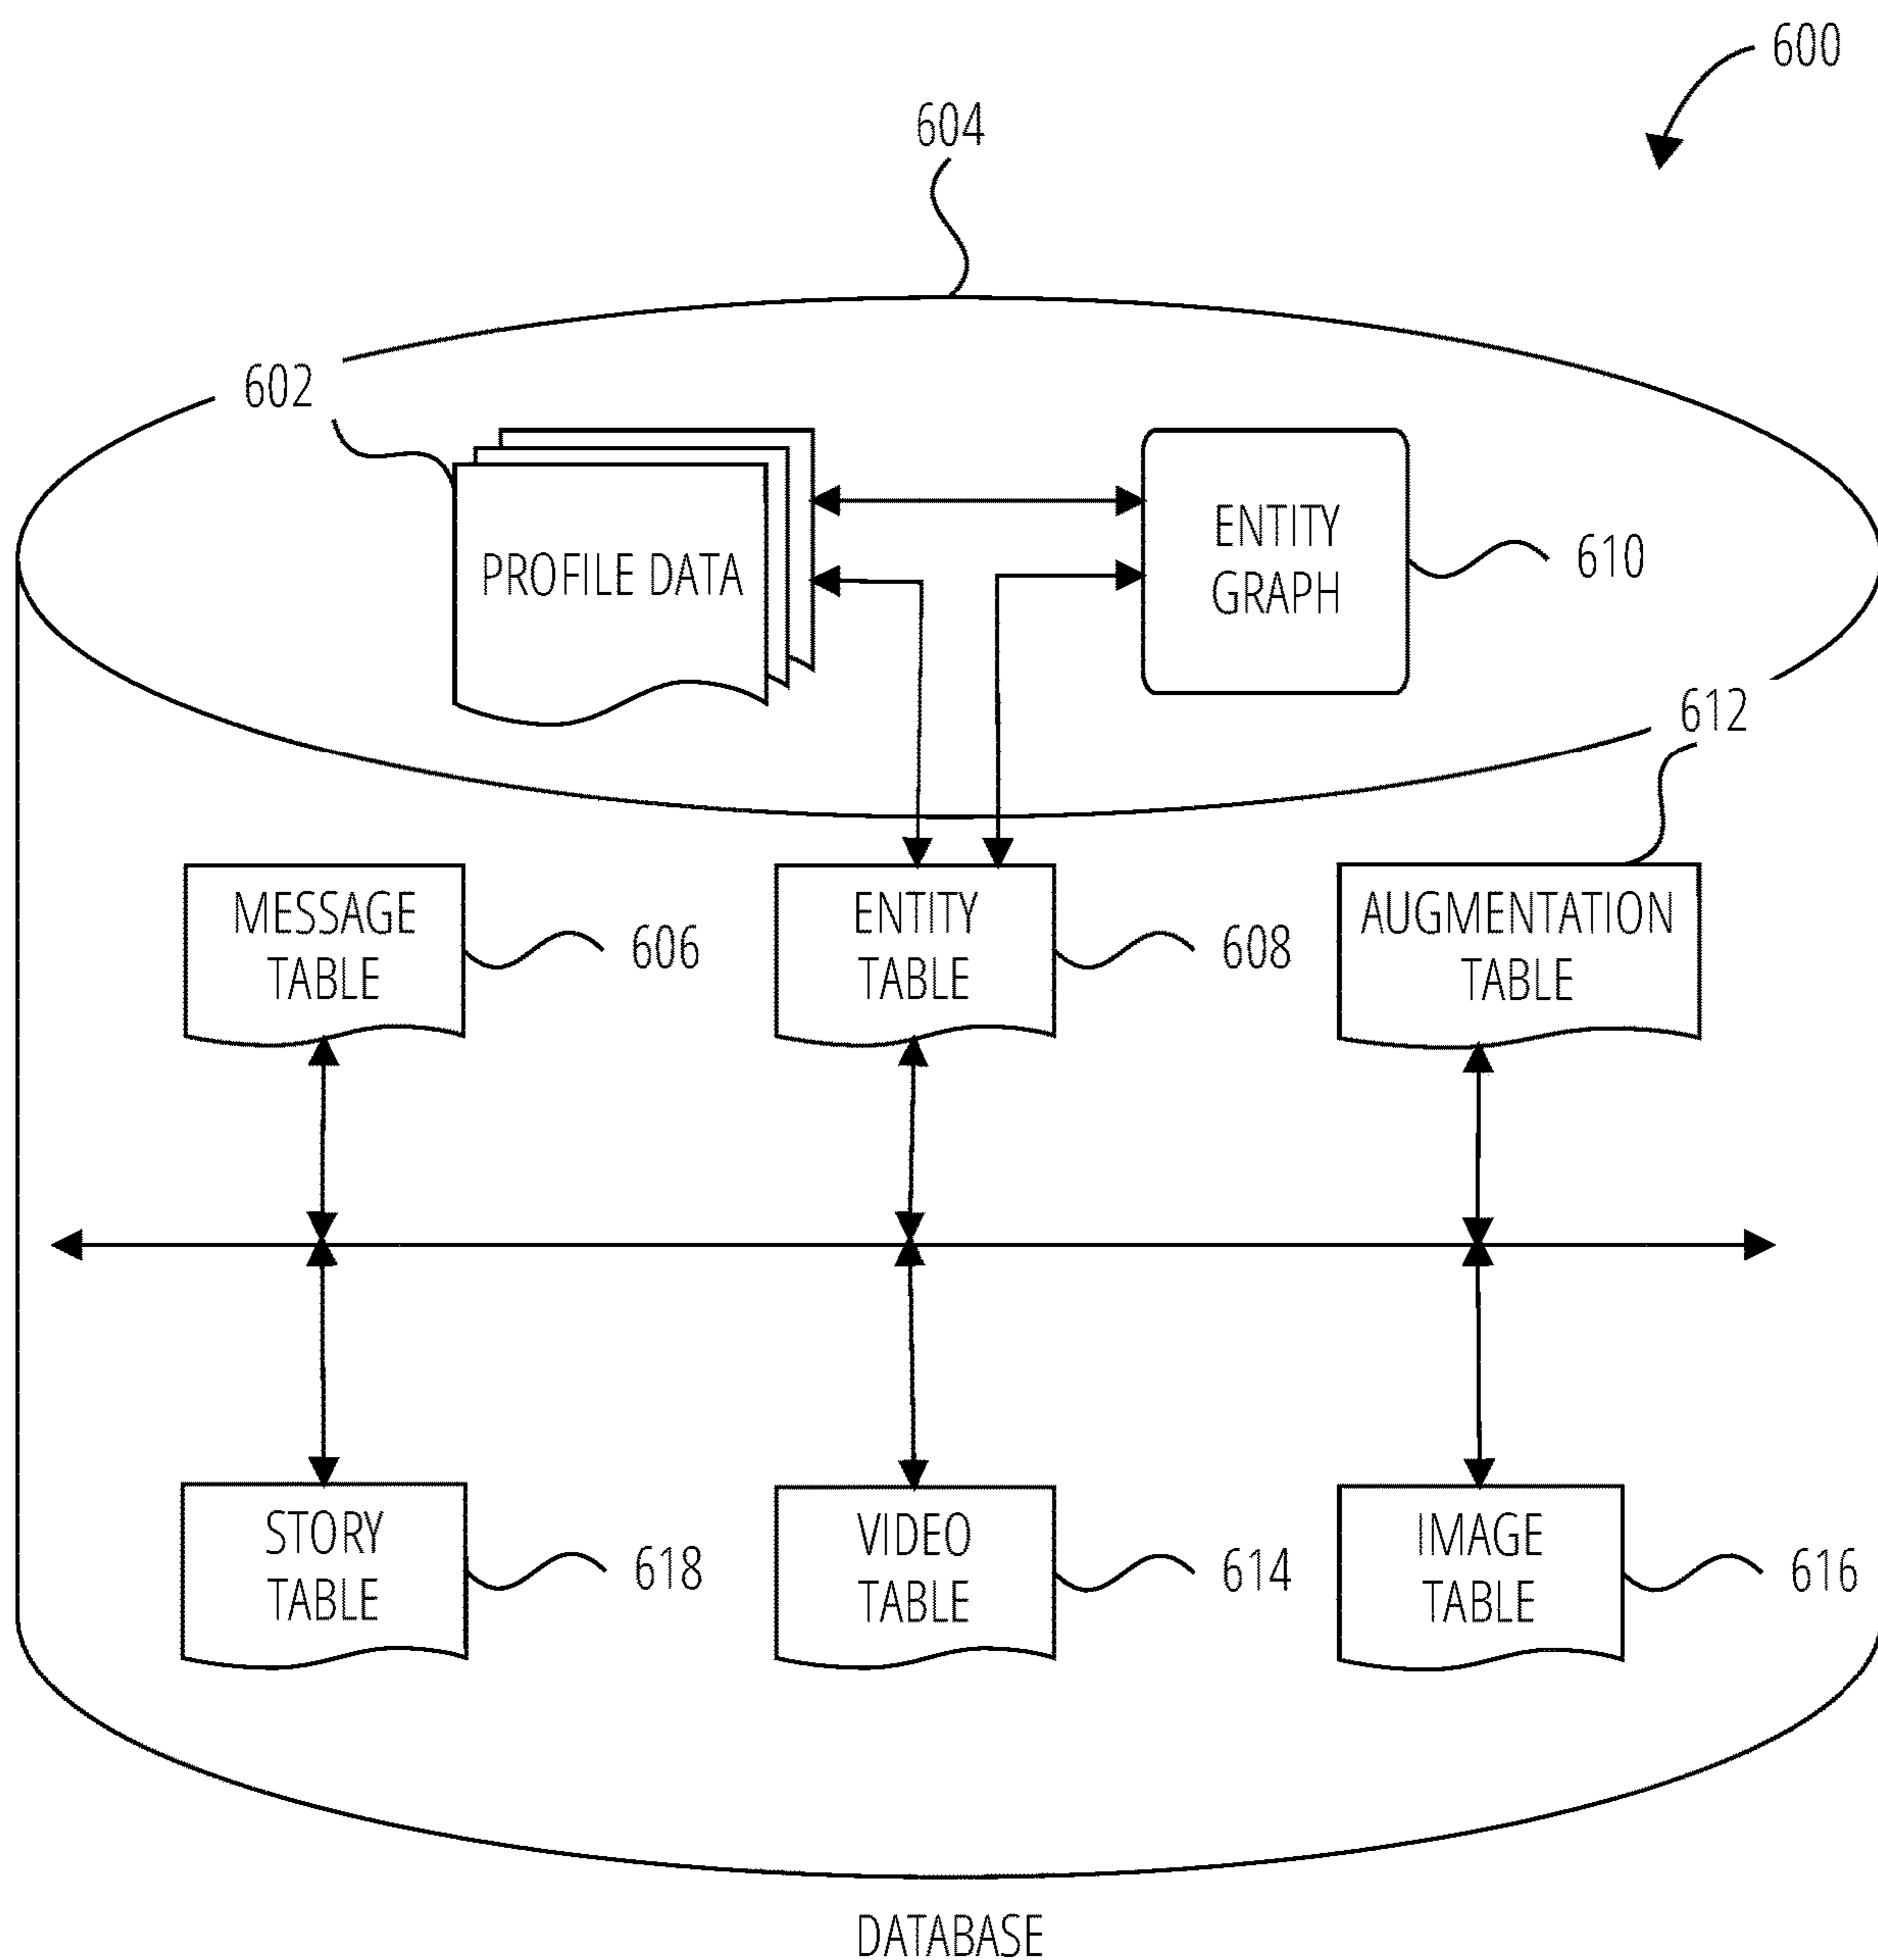 600
604
602
PROFILE DATA
ENTITY
GRAPH
610
612
MESSAGE
TABLE
606
ENTITY
TABLE
608
AUGMENTATION
TABLE
STORY
TABLE
618
VIDEO
TABLE
614
IMAGE
TABLE
616
DATABASE